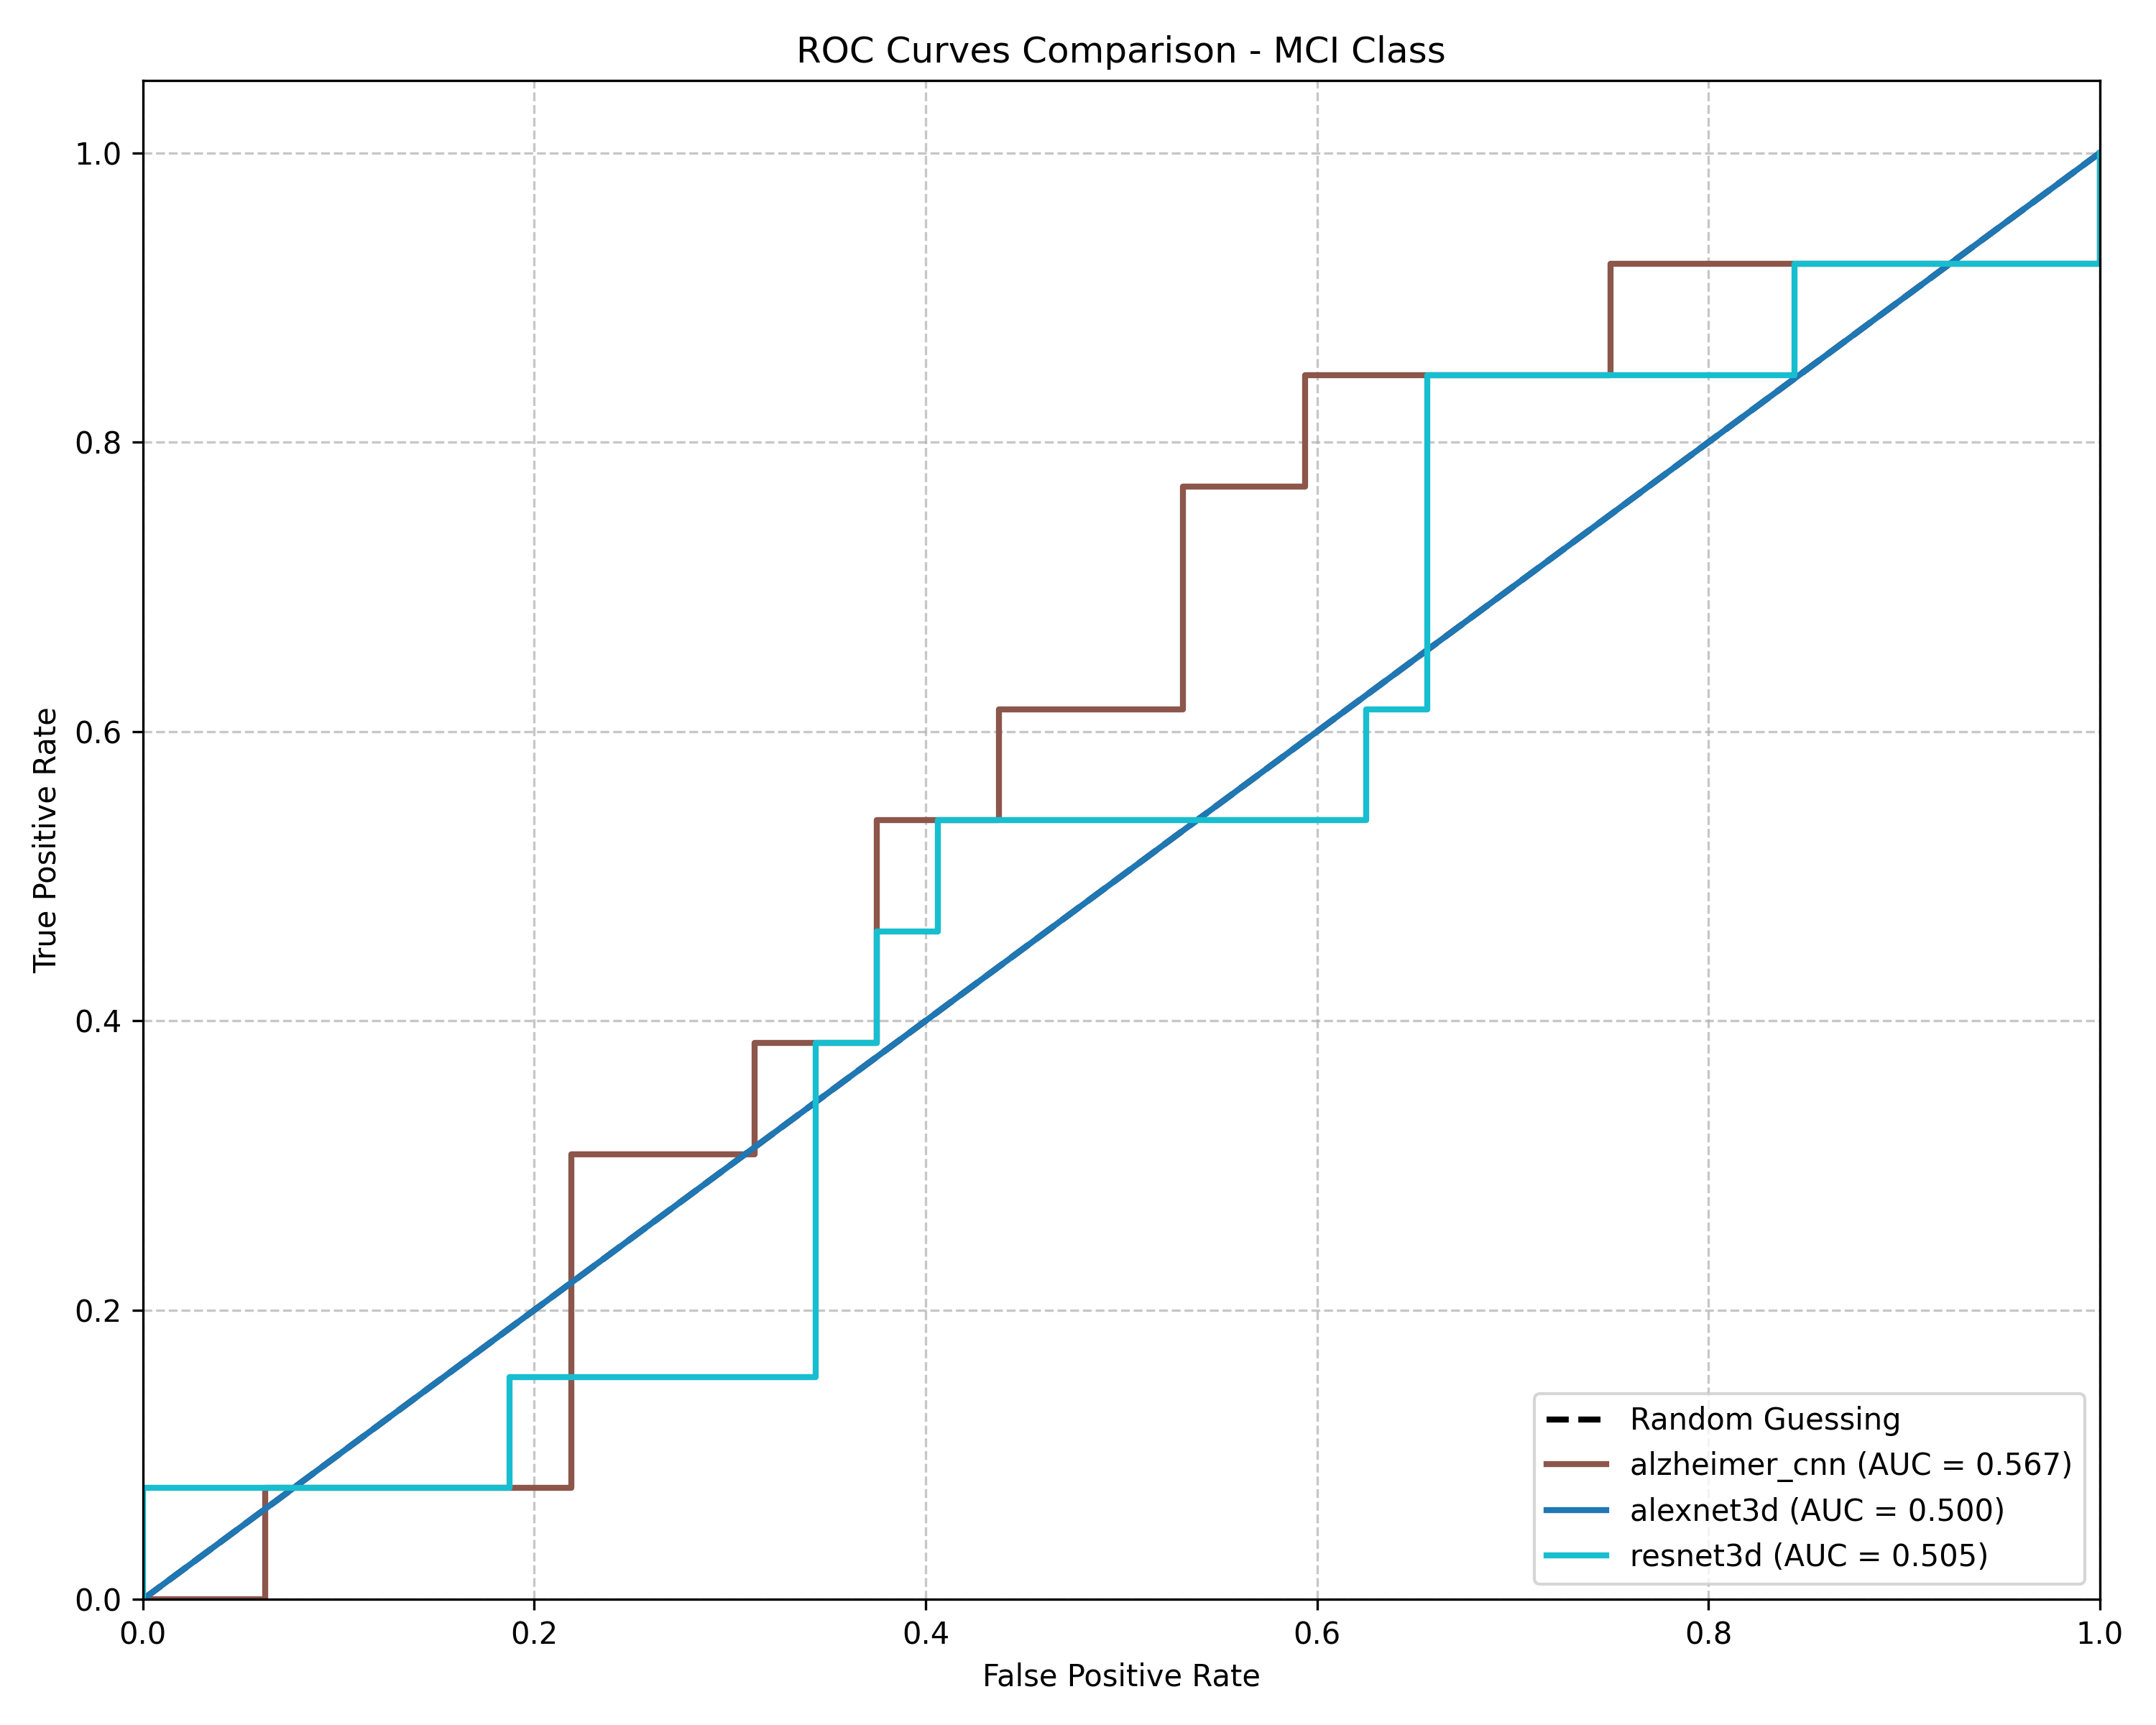 ROC Curves Comparison - MCI Class
True Positive Rate
1.0
0.8
0.6
0.4
0.2
0.0
0.0 0.2 0.4 0.6 0.8 1.0
False Positive Rate
Random Guessing
alzheimer_cnn (AUC = 0.567)
alexnet3d (AUC = 0.500)
resnet3d (AUC = 0.505)